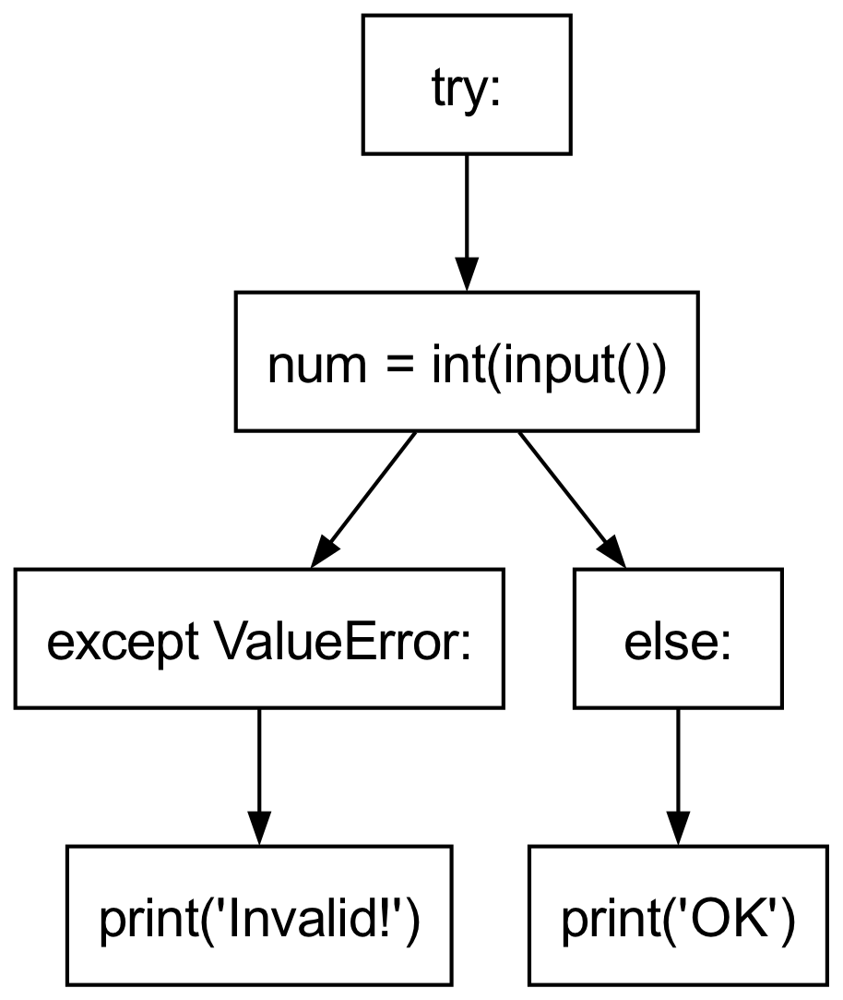 try:
num = int(input())
except ValueError:
else:
print('Invalid!')
print('OK')